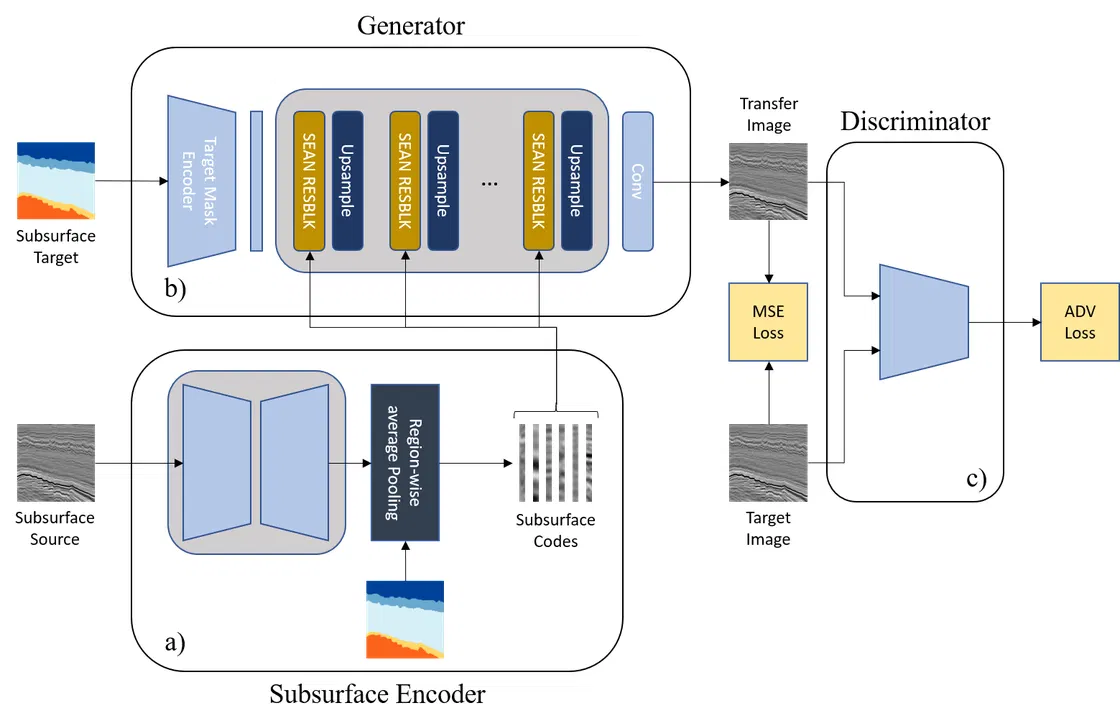 Generator
Target Mask
Encoder
SEAN RESBLK
Upsample
SEAN RESBLK
Upsample
...
SEAN RESBLK
Upsample
Conv
Subsurface
Target
b)
Transfer
Image
Discriminator
MSE
Loss
ADV
Loss
c)
Target
Image
Subsurface
Source
Region-wise
average Pooling
Subsurface
Codes
a)
Subsurface Encoder